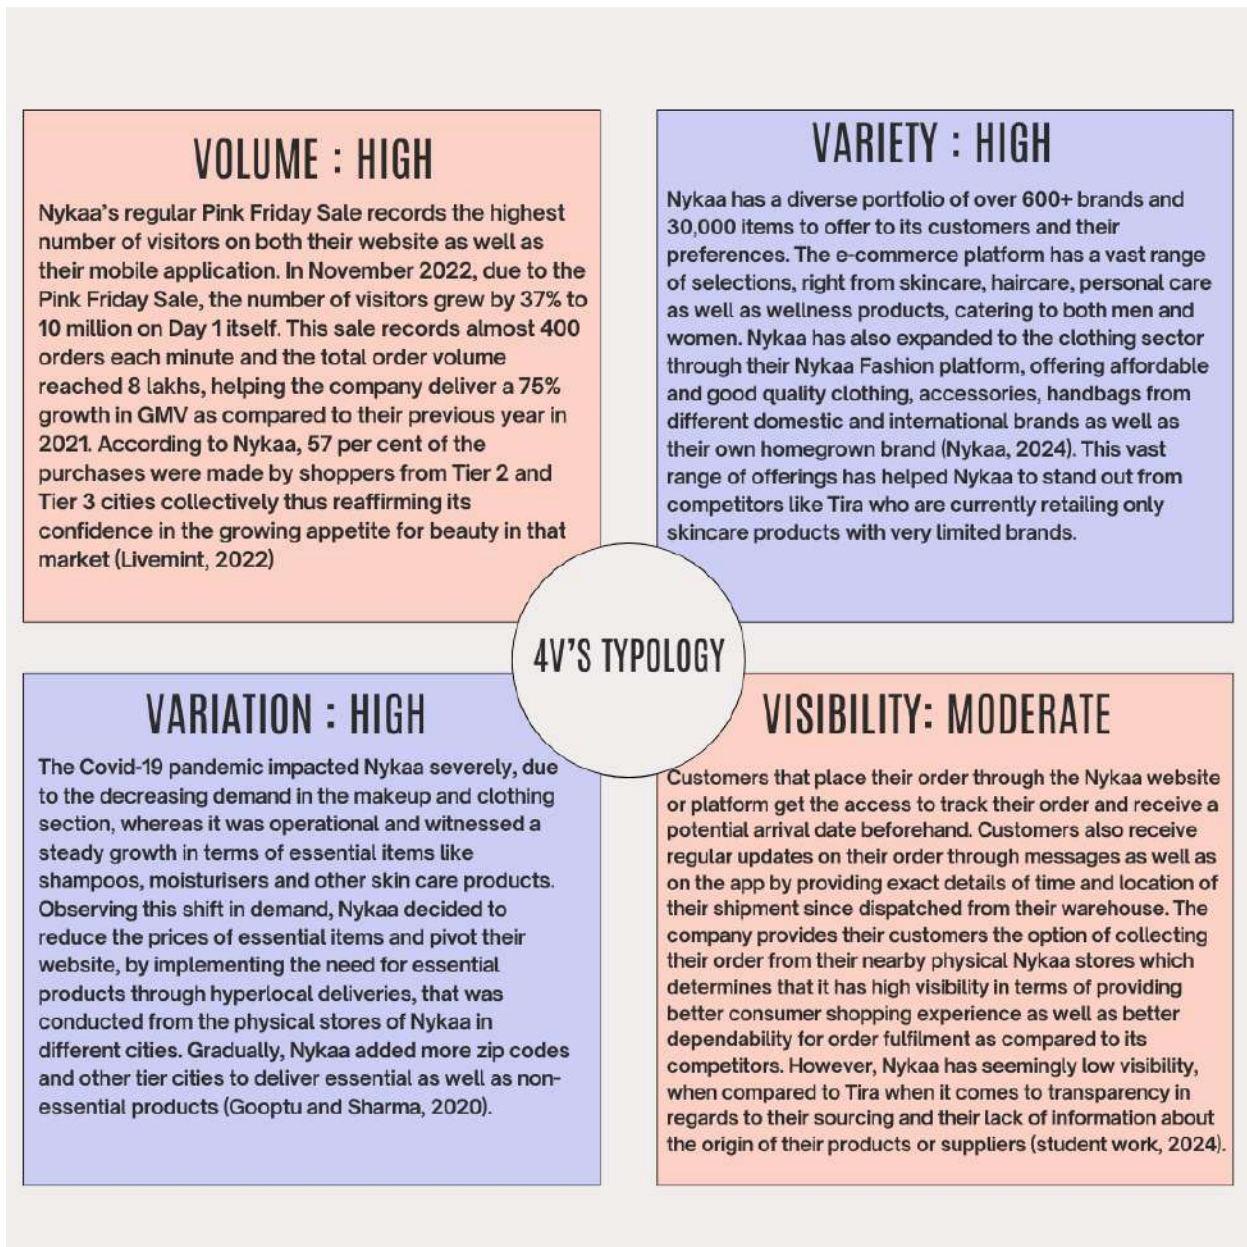 VOLUME : HIGH
Nykaa's regular Pink Friday Sale records the highest
number of visitors on both their website as well as
their mobile application. In November 2022, due to the
Pink Friday Sale, the number of visitors grew by 37% to
10 million on Day 1 itself. This sale records almost 400
orders each minute and the total order volume
reached 8 lakhs, helping the company deliver a 75%
growth in GMV as compared to their previous year in
2021. According to Nykaa, 57 per cent of the
purchases were made by shoppers from Tier 2 and
Tier 3 cities collectively thus reaffirming its
confidence in the growing appetite for beauty in that
market (Livemint, 2022)
VARIETY : HIGH
Nykaa has a diverse portfolio of over 600+ brands and
30,000 items to offer to its customers and their
preferences. The e-commerce platform has a vast range
of selections, right from skincare, haircare, personal care
as well as wellness products, catering to both men and
women. Nykaa has also expanded to the clothing sector
through their Nykaa Fashion platform, offering affordable
and good quality clothing, accessories, handbags from
different domestic and international brands as well as
their own homegrown brand (Nykaa, 2024). This vast
range of offerings has helped Nykaa to stand out from
competitors like Tira who are currently retailing only
skincare products with very limited brands.
4V'S TYPOLOGY
VARIATION : HIGH
The Covid-19 pandemic impacted Nykaa severely, due
to the decreasing demand in the makeup and clothing
section, whereas it was operational and witnessed a
steady growth in terms of essential items like
shampoos, moisturisers and other skin care products.
Observing this shift in demand, Nykaa decided to
reduce the prices of essential items and pivot their
website, by implementing the need for essential
products through hyperlocal deliveries, that was
conducted from the physical stores of Nykaa in
different cities. Gradually, Nykaa added more zip codes
and other tier cities to deliver essential as well as non-
essential products (Gooptu and Sharma, 2020).
VISIBILITY: MODERATE
Customers that place their order through the Nykaa website
or platform get the access to track their order and receive a
potential arrival date beforehand. Customers also receive
regular updates on their order through messages as well as
on the app by providing exact details of time and location of
their shipment since dispatched from their warehouse. The
company provides their customers the option of collecting
their order from their nearby physical Nykaa stores which
determines that it has high visibility in terms of providing
better consumer shopping experience as well as better
dependability for order fulfilment as compared to its
competitors. However, Nykaa has seemingly low visibility,
when compared to Tira when it comes to transparency in
regards to their sourcing and their lack of information about
the origin of their products or suppliers (student work, 2024).